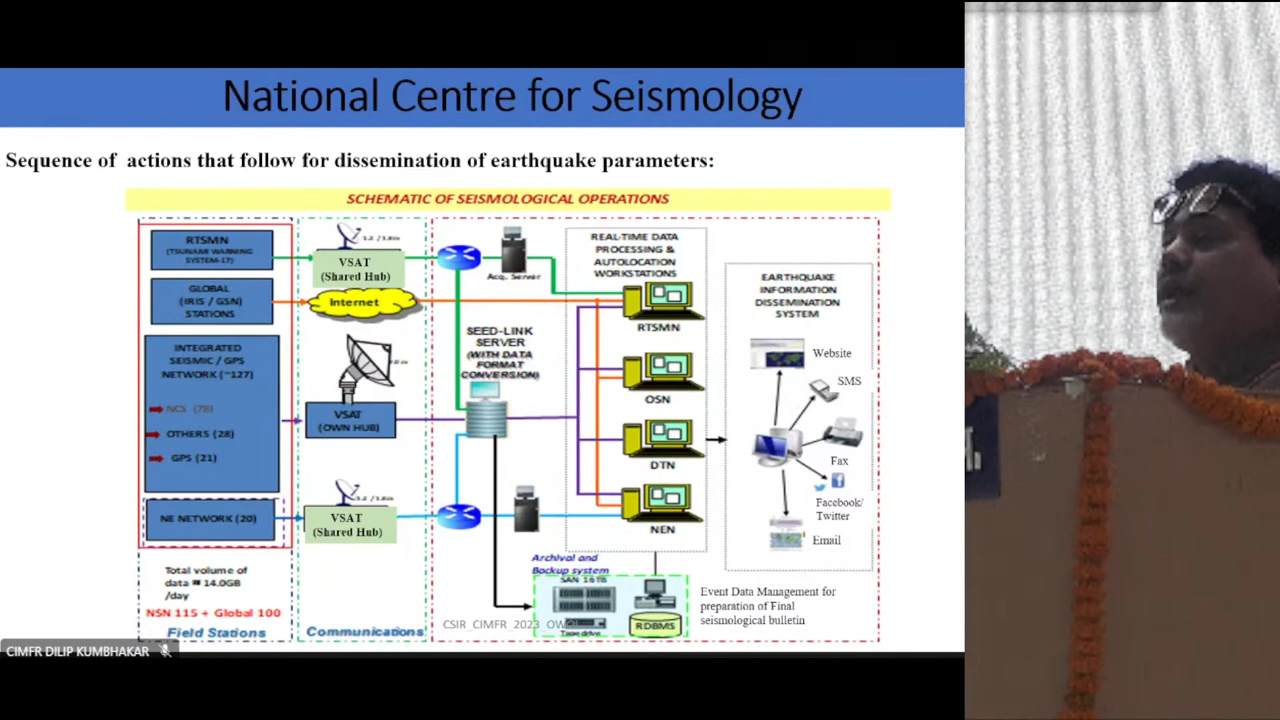 National Centre for Seismology
Sequence of actions that follow for dissemination of earthquake parameters:
SCHEMATIC OF SEISMOLOGICAL OPERATIONS
RTSMN
(TSUNAMI WARNING
SYSTEM-17)
GLOBAL
(IRIS / GSN)
STATIONS
INTEGRATED
SEISMIC / GPS
NETWORK (~127)
NCS (78)
OTHERS (28)
GPS (21)
NE NETWORK (20)
Total volume of
data ≈ 14.0GB
/day
NSN 115 + Global 100
Field Stations
VSAT
(Shared Hub)
Internet
VSAT
(OWN HUB)
VSAT
(Shared Hub)
Communications
Acq. Server
SEED-LINK
SERVER
(WITH DATA
FORMAT
CONVERSION)
REAL-TIME DATA
PROCESSING &
AUTOLOCATION
WORKSTATIONS
RTSMN
OSN
DTN
NEN
Archival and
Backup system
SAN 16TB
Tape drive
RDBMS
CSIR_CIMFR_2023_OW
EARTHQUAKE
INFORMATION
DISSEMINATION
SYSTEM
Website
SMS
Fax
Facebook/
Twitter
Email
Event Data Management for
preparation of Final
seismological bulletin
CIMFR DILIP KUMBHAKAR